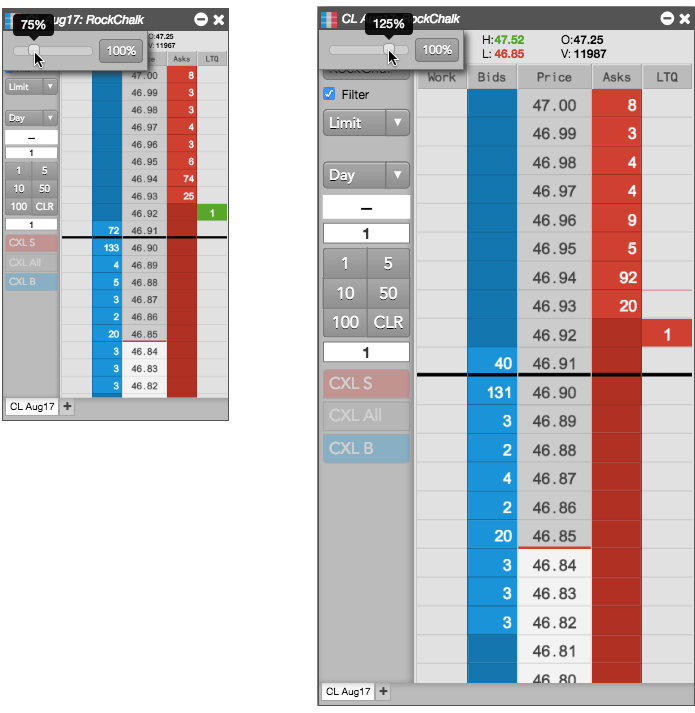 75%
Aug17: RockChalk
100%
O:47.25
V: 11967
Asks LTQ
Limit
Day
–
1
1 5
10 50
100 CLR
1
CXL S
CXL All
CXL B
47.00 8
46.99 3
46.98 3
46.97 4
46.96 3
46.95 6
46.94 74
46.93 25
46.92 1
72 46.91
133 46.90
4 46.89
5 46.88
3 46.87
2 46.86
20 46.85
3 46.84
3 46.83
3 46.82
CL Aug17 +
125%
CL A RockChalk
100%
H:47.52 O:47.25
L: 46.85 V: 11987
Work Bids Price Asks LTQ
RockChal
Filter
Limit
Day
–
1
1 5
10 50
100 CLR
1
CXL S
CXL All
CXL B
47.00 8
46.99 3
46.98 4
46.97 4
46.96 9
46.95 5
46.94 92
46.93 20
46.92 1
40 46.91
131 46.90
3 46.89
2 46.88
4 46.87
2 46.86
20 46.85
3 46.84
3 46.83
3 46.82
46.81
46.80
CL Aug17 +